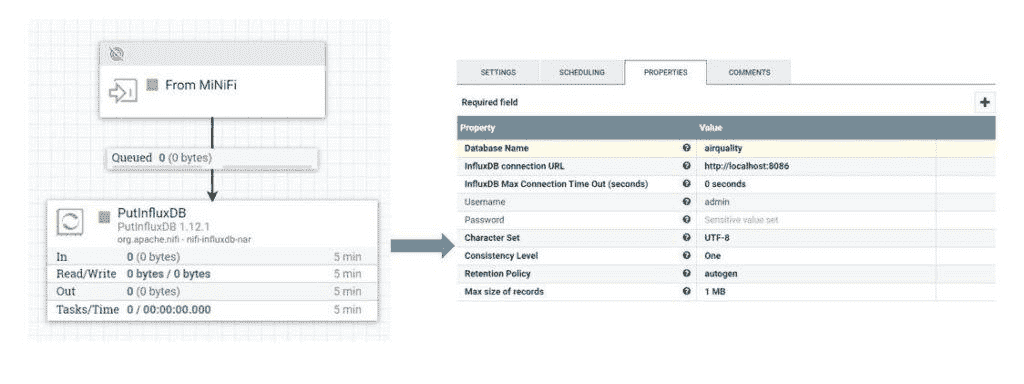 From MiNiFi
Queued 0 (0 bytes)
PutInfluxDB
PutInfluxDB 1.12.1
org.apache.nifi - nifi-influxdb-nar
In 0 (0 bytes) 5 min
Read/Write 0 bytes / 0 bytes 5 min
Out 0 (0 bytes) 5 min
Tasks/Time 0 / 00:00:00.000 5 min
SETTINGS SCHEDULING PROPERTIES COMMENTS
Required field
Property Value
Database Name airquality
InfluxDB connection URL http://localhost:8086
InfluxDB Max Connection Time Out (seconds) 0 seconds
Username admin
Password Sensitive value set
Character Set UTF-8
Consistency Level One
Retention Policy autogen
Max size of records 1 MB